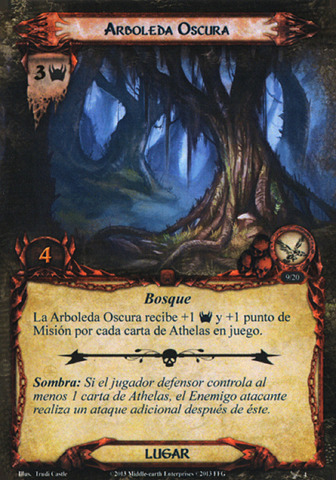 Arboleda Oscura
3
4
9/20
Bosque
La Arboleda Oscura recibe +1 y +1 punto de
Misión por cada carta de Athelas en juego.
Sombra: Si el jugador defensor controla al
menos 1 carta de Athelas, el Enemigo atacante
realiza un ataque adicional después de éste.
LUGAR
Illus. Trudi Castle
©2013 Middle-earth Enterprises ©2013 FFG
4